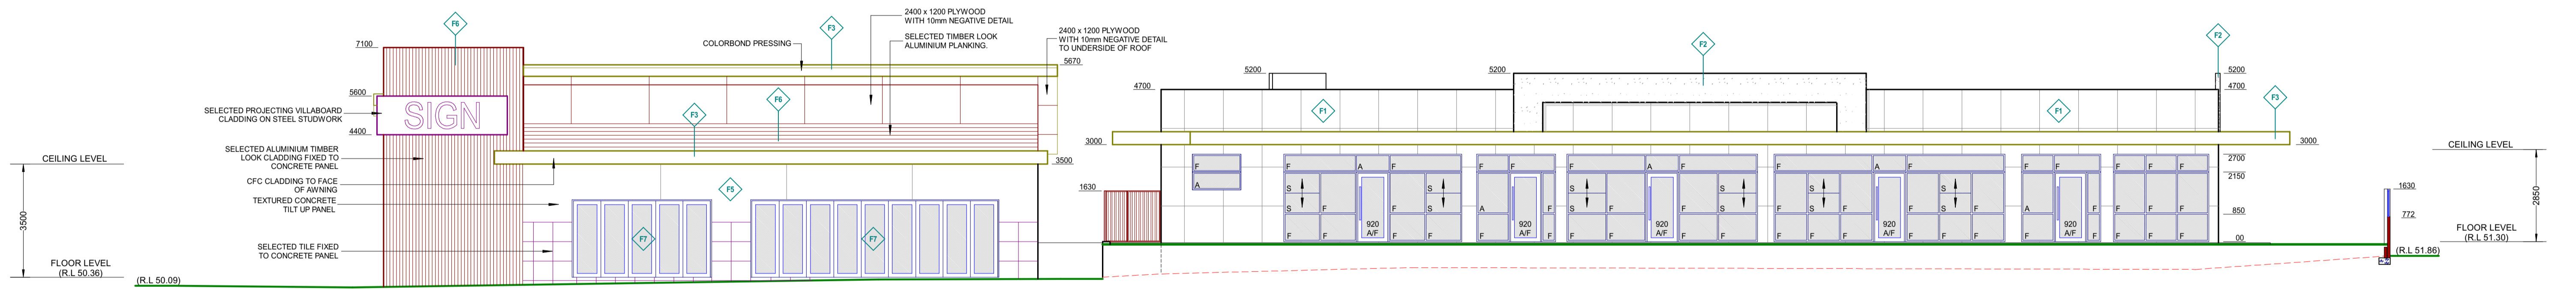 F6
7100
5600
SIGN
4400
SELECTED PROJECTING VILLABOARD
CLADDING ON STEEL STUDWORK
SELECTED ALUMINIUM TIMBER
LOOK CLADDING FIXED TO
CONCRETE PANEL
CFC CLADDING TO FACE
OF AWNING
TEXTURED CONCRETE
TILT UP PANEL
SELECTED TILE FIXED
TO CONCRETE PANEL
CEILING LEVEL
3500
FLOOR LEVEL
(R.L 50.36)
(R.L 50.09)
COLORBOND PRESSING
F3
2400 x 1200 PLYWOOD
WITH 10mm NEGATIVE DETAIL
SELECTED TIMBER LOOK
ALUMINIUM PLANKING.
2400 x 1200 PLYWOOD
WITH 10mm NEGATIVE DETAIL
TO UNDERSIDE OF ROOF
5670
F3
F6
3500
F5
F7
F7
5200
5200
F2
F2
5200
4700
4700
F1
F1
F3
3000
3000
1630
F
A
F A F
S S
S F F S
F F 920 F F
A/F
F F
A F
F 920 F
A/F
F A F
S S
S F F S
F F 920 F F
A/F
F A F
S S
F S F S F
F F 920 F F F
A/F
F F
A F
F 920 F
A/F
F F F
F F F
F F F
2700
2150
850
00
CEILING LEVEL
2850
1630
772
FLOOR LEVEL
(R.L 51.30)
(R.L 51.86)